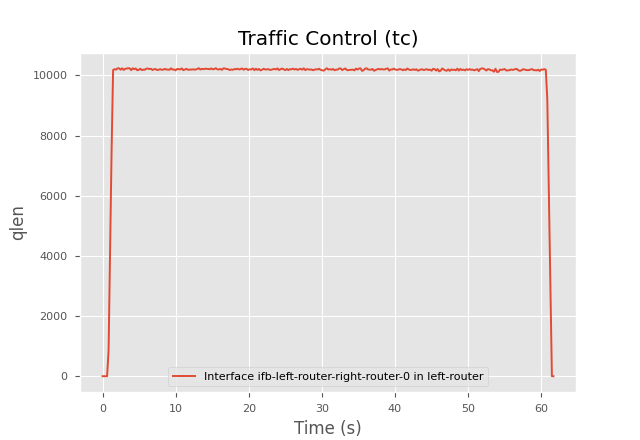 Traffic Control (tc)
10000
8000
6000
4000
2000
0
qlen
Interface ifb-left-router-right-router-0 in left-router
0 10 20 30 40 50 60
Time (s)